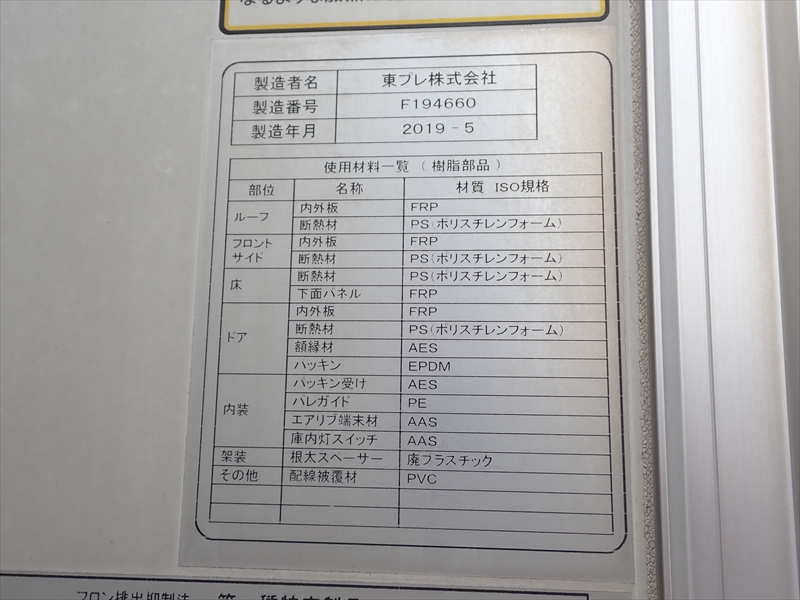 製造者名 東プレ株式会社
製造番号 F194660
製造年月 2019-5
使用材料一覧（樹脂部品）
部位 名称 材質 ISO規格
ルーフ 内外板 FRP
断熱材 PS(ポリスチレンフォーム)
フロント サイド 内外板 FRP
断熱材 PS(ポリスチレンフォーム)
床 断熱材 PS(ポリスチレンフォーム)
下面パネル FRP
ドア 内外板 FRP
断熱材 PS(ポリスチレンフォーム)
額縁材 AES
パッキン EPDM
内装 パッキン受け AES
バレガイド PE
エアリブ端末材 AAS
庫内灯スイッチ AAS
架装 根太スペーサー 廃プラスチック
その他 配線被覆材 PVC
フロン排出抑制法